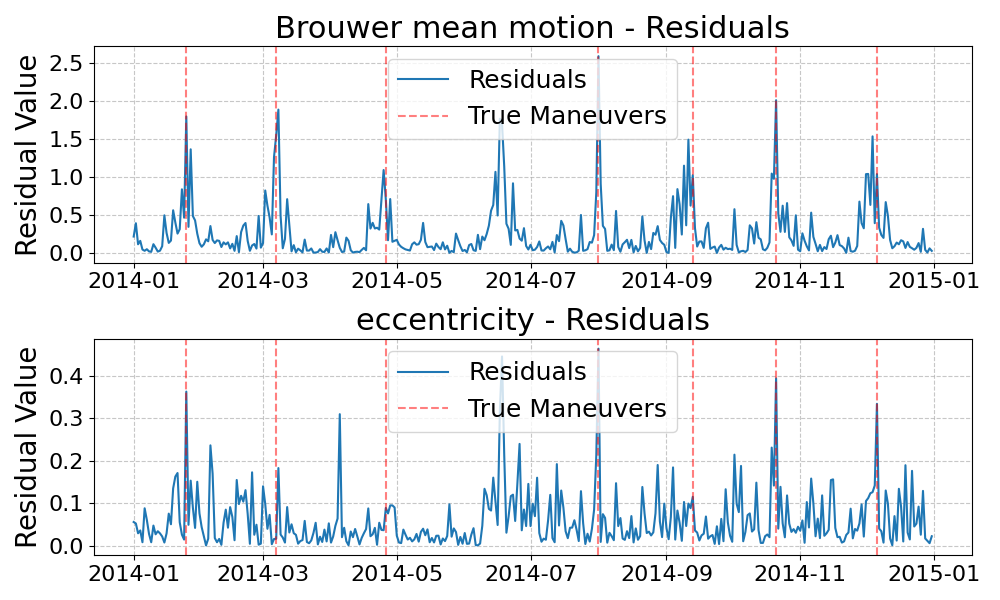 Brouwer mean motion - Residuals
Residual Value
2.5
2.0
1.5
1.0
0.5
0.0
Residuals
True Maneuvers
2014-01 2014-03 2014-05 2014-07 2014-09 2014-11 2015-01
eccentricity - Residuals
Residual Value
0.4
0.3
0.2
0.1
0.0
Residuals
True Maneuvers
2014-01 2014-03 2014-05 2014-07 2014-09 2014-11 2015-01